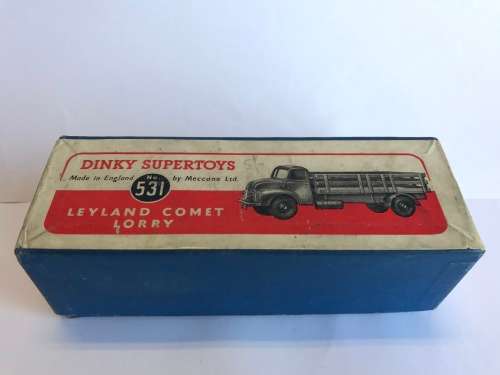 DINKY SUPERTOYS
Made in England by Meccano Ltd.
No.
531
LEYLAND COMET
LORRY